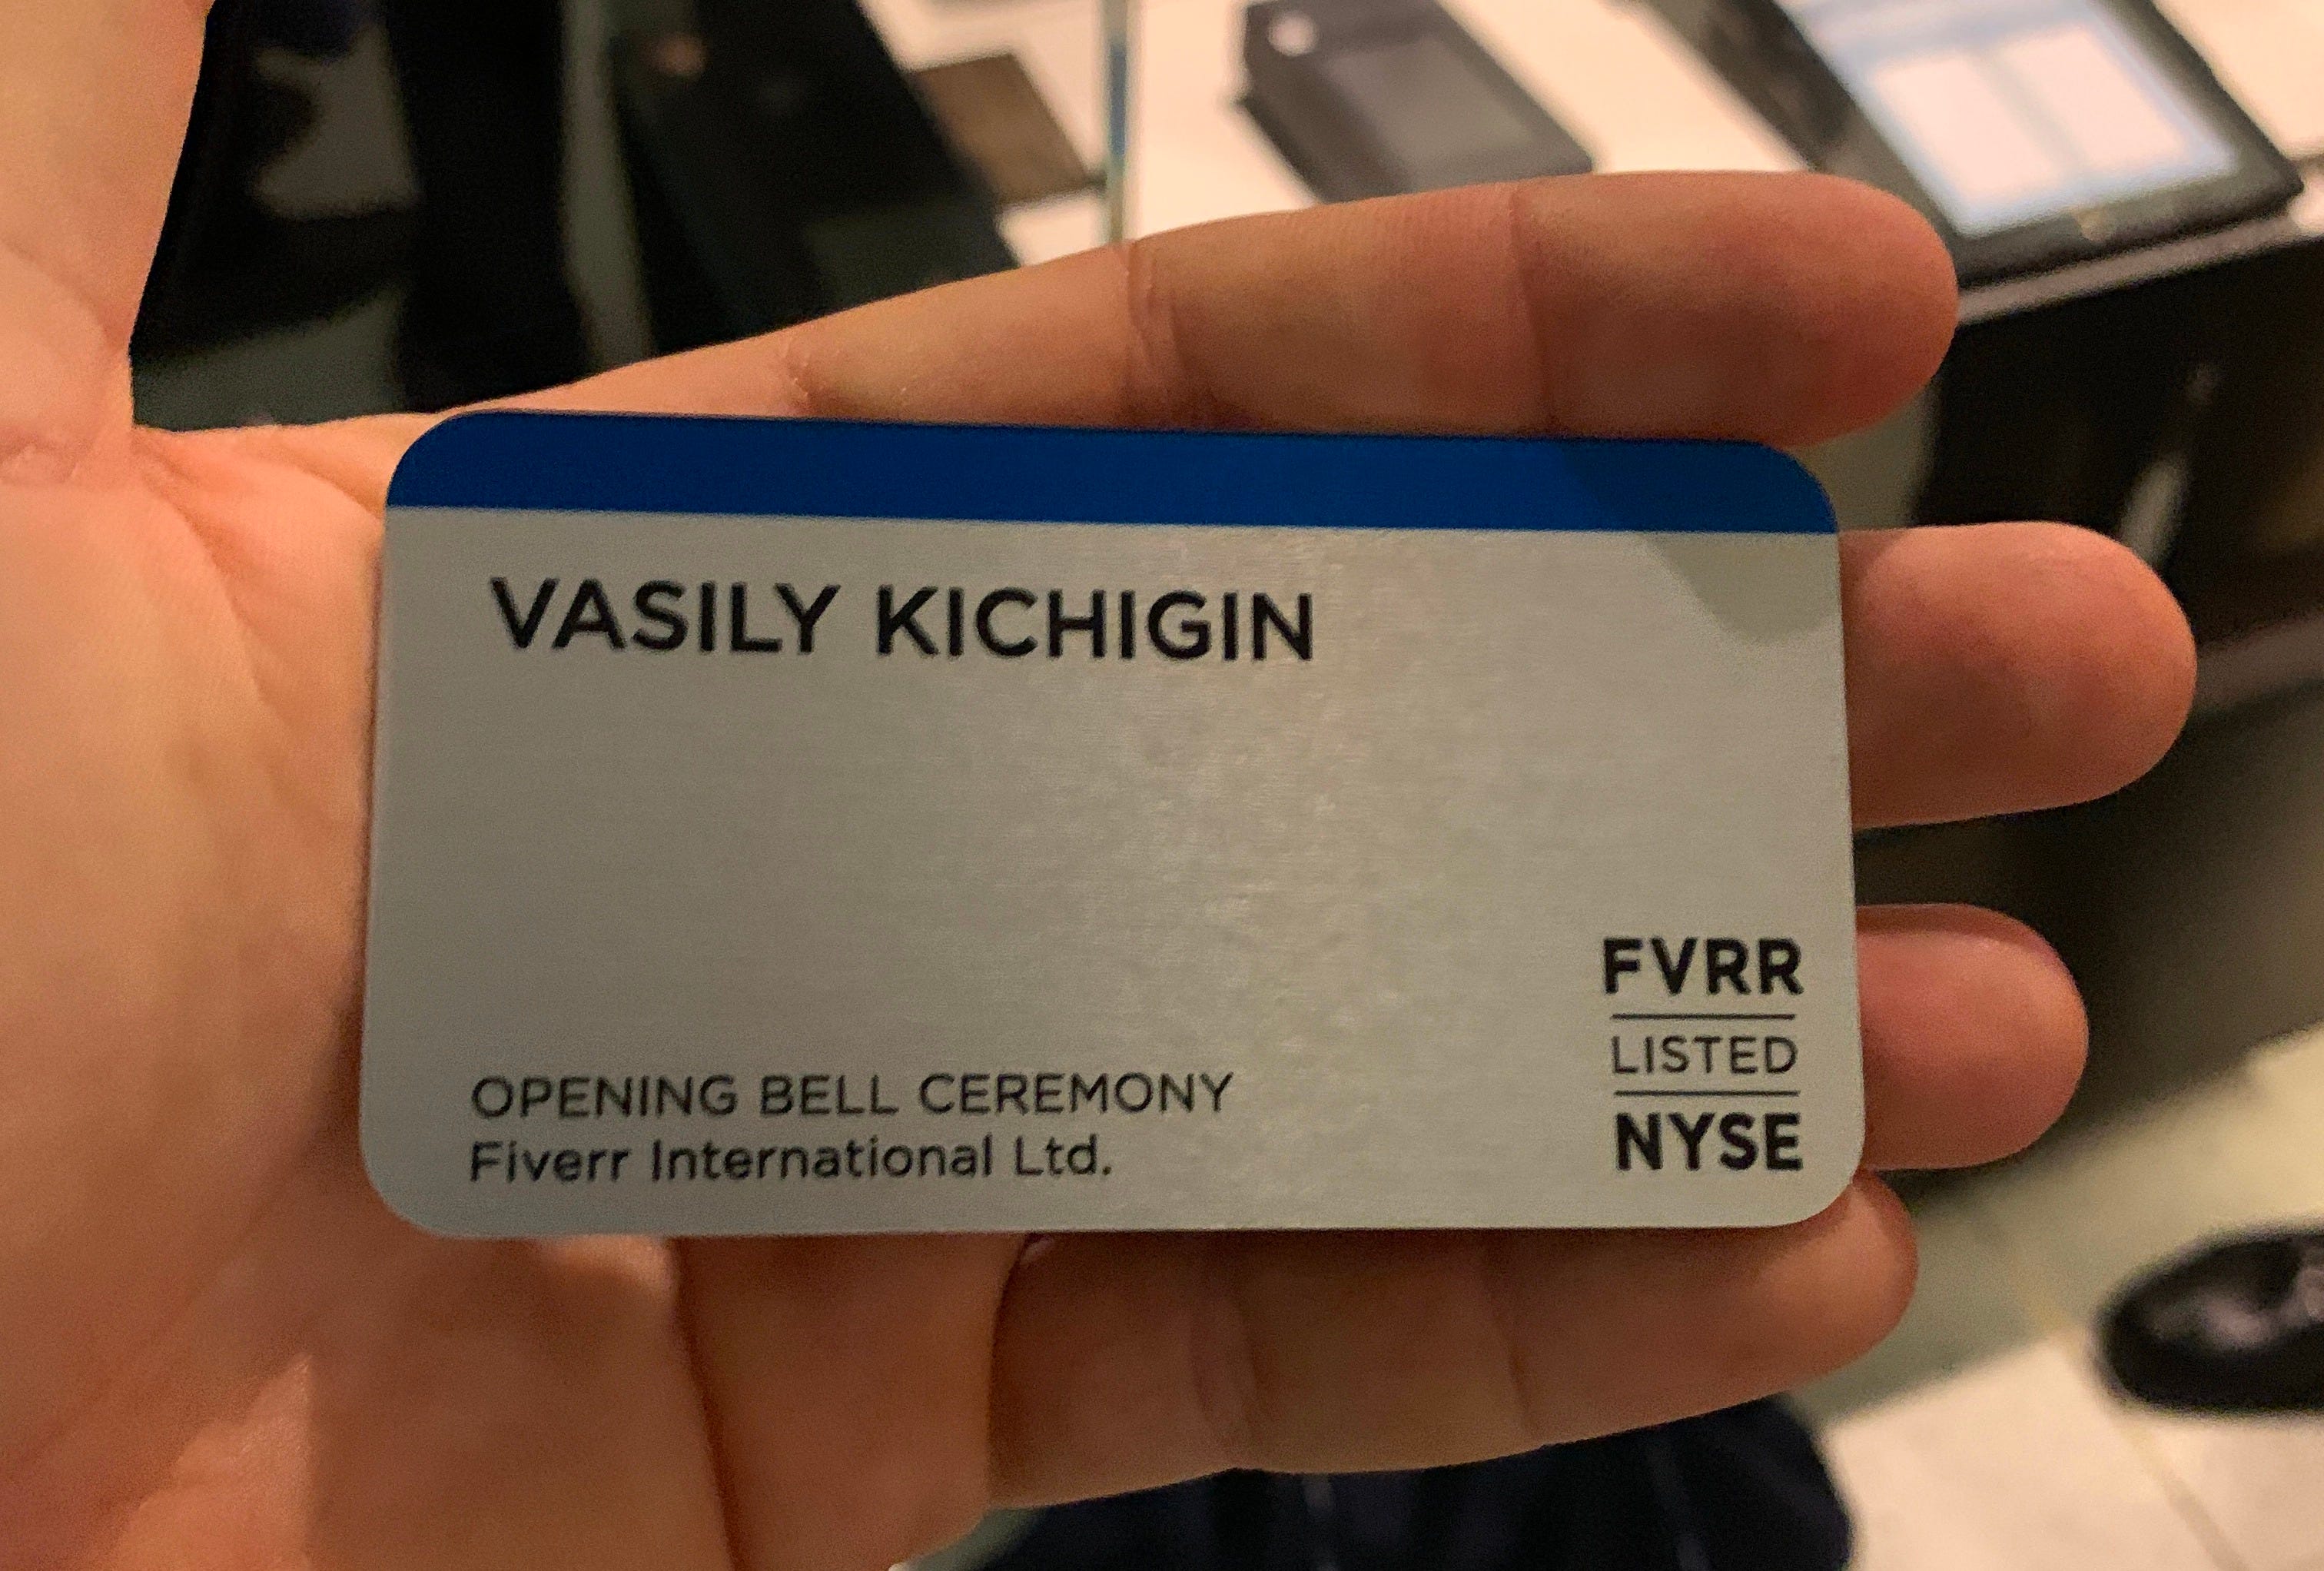 VASILY KICHIGIN
OPENING BELL CEREMONY
Fiverr International Ltd.
FVRR
LISTED
NYSE